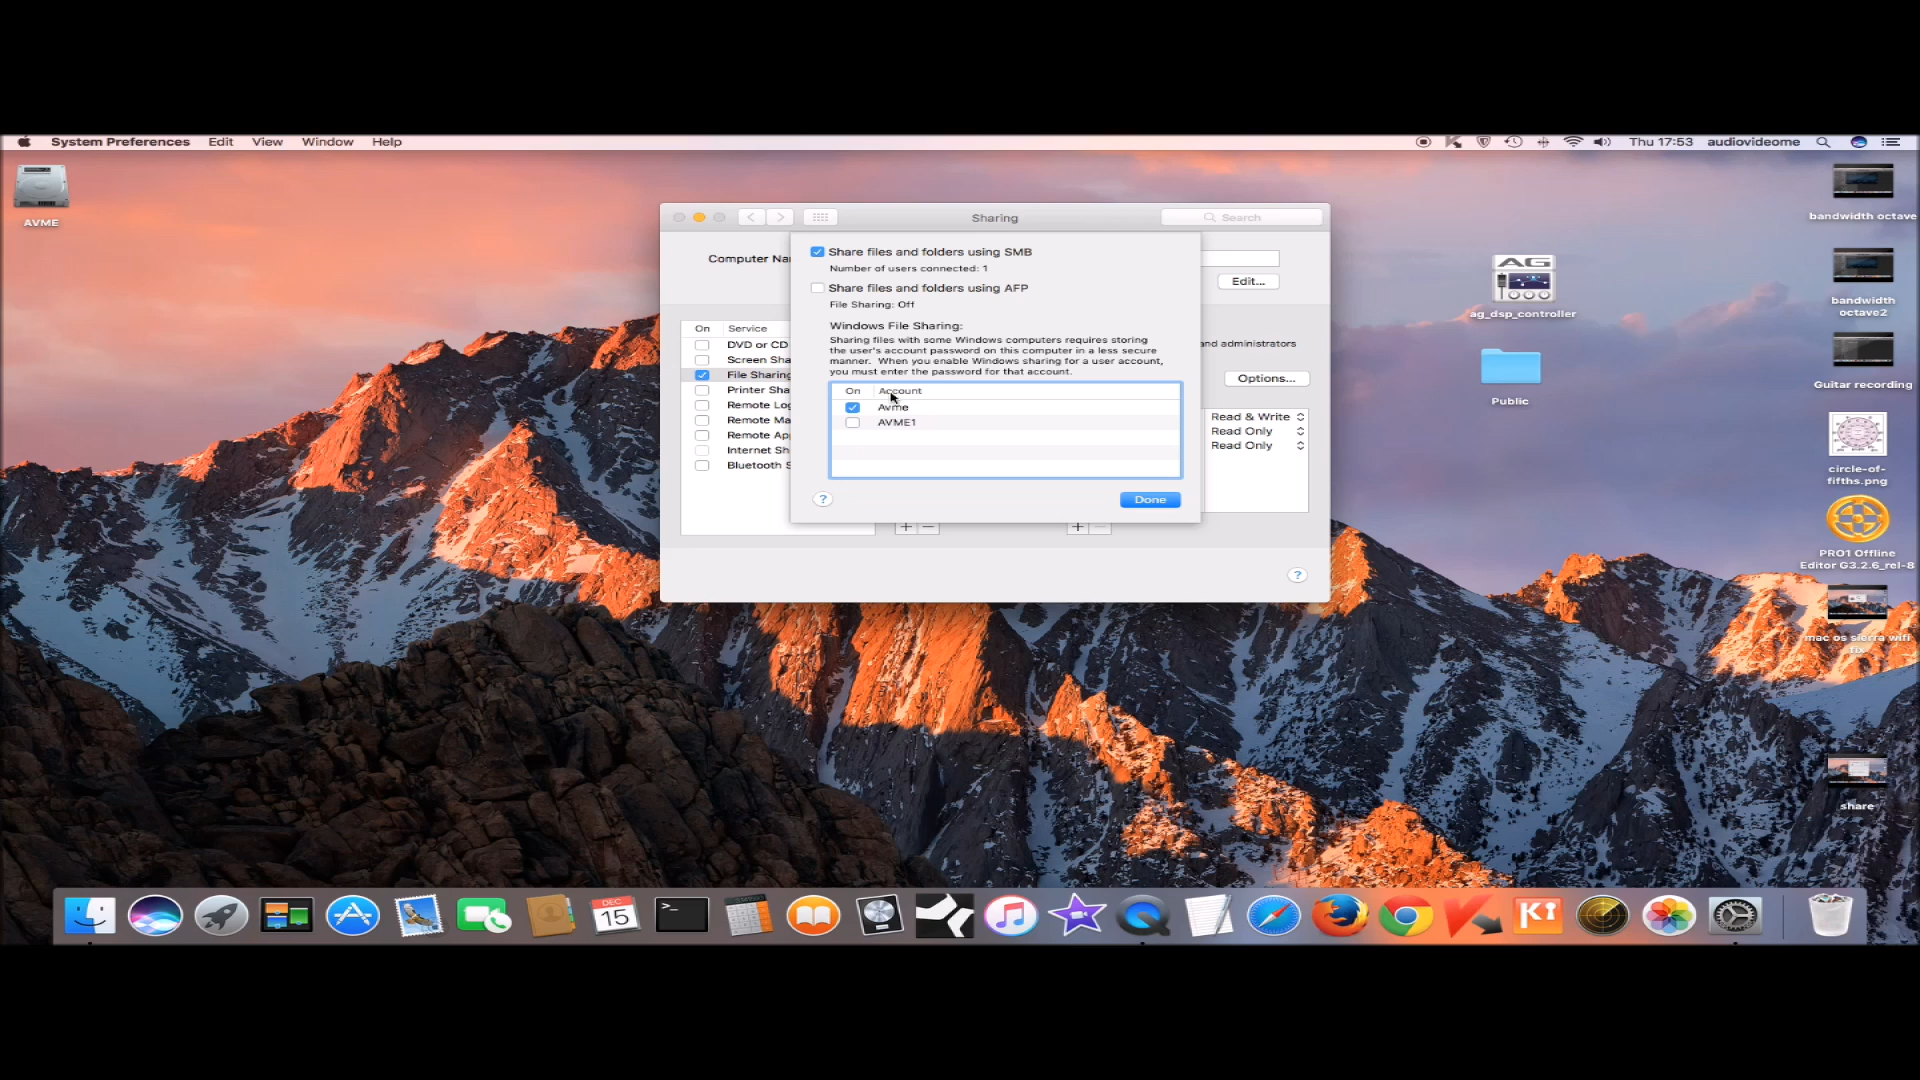 System Preferences Edit View Window Help
Thu 17:53 audiovideome
AVME
bandwidth octave
bandwidth
octave2
Guitar recording
circle-of-
fifths.png
PRO1 Offline
Editor G3.2.6_rel-8
mac os sierra wifi
fix
share
AG
ag_dsp_controller
Public
Sharing
Search
Computer Na
Edit...
Share files and folders using SMB
Number of users connected: 1
Share files and folders using AFP
File Sharing: Off
Windows File Sharing:
Sharing files with some Windows computers requires storing
the user's account password on this computer in a less secure
manner. When you enable Windows sharing for a user account,
you must enter the password for that account.
On Account
Avme
AVME1
? Done
On Service
DVD or CD
Screen Sha
File Sharing
Printer Sha
Remote Log
Remote Ma
Remote App
Internet Sh
Bluetooth S
and administrators
Options...
Read & Write
Read Only
Read Only
+ − + −
?
DEC
15
>_
K!